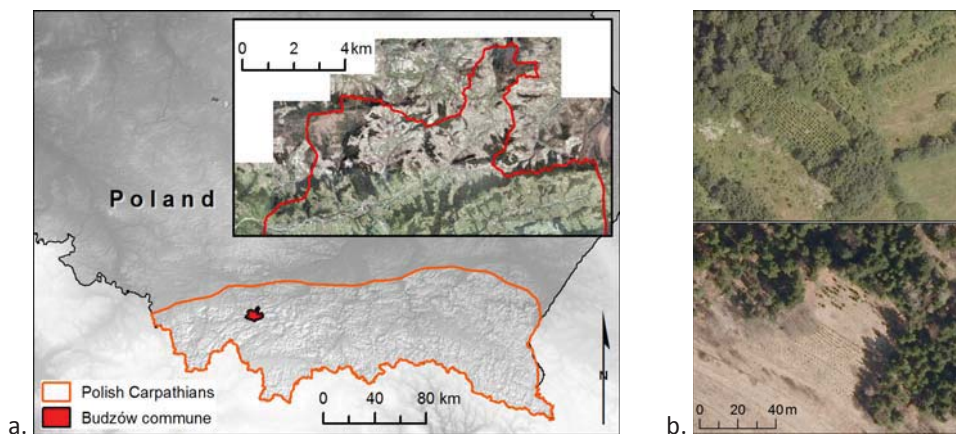 0 2 4 km
Poland
Polish Carpathians
Budzów commune
0 40 80 km
N
a.
0 20 40 m
b.